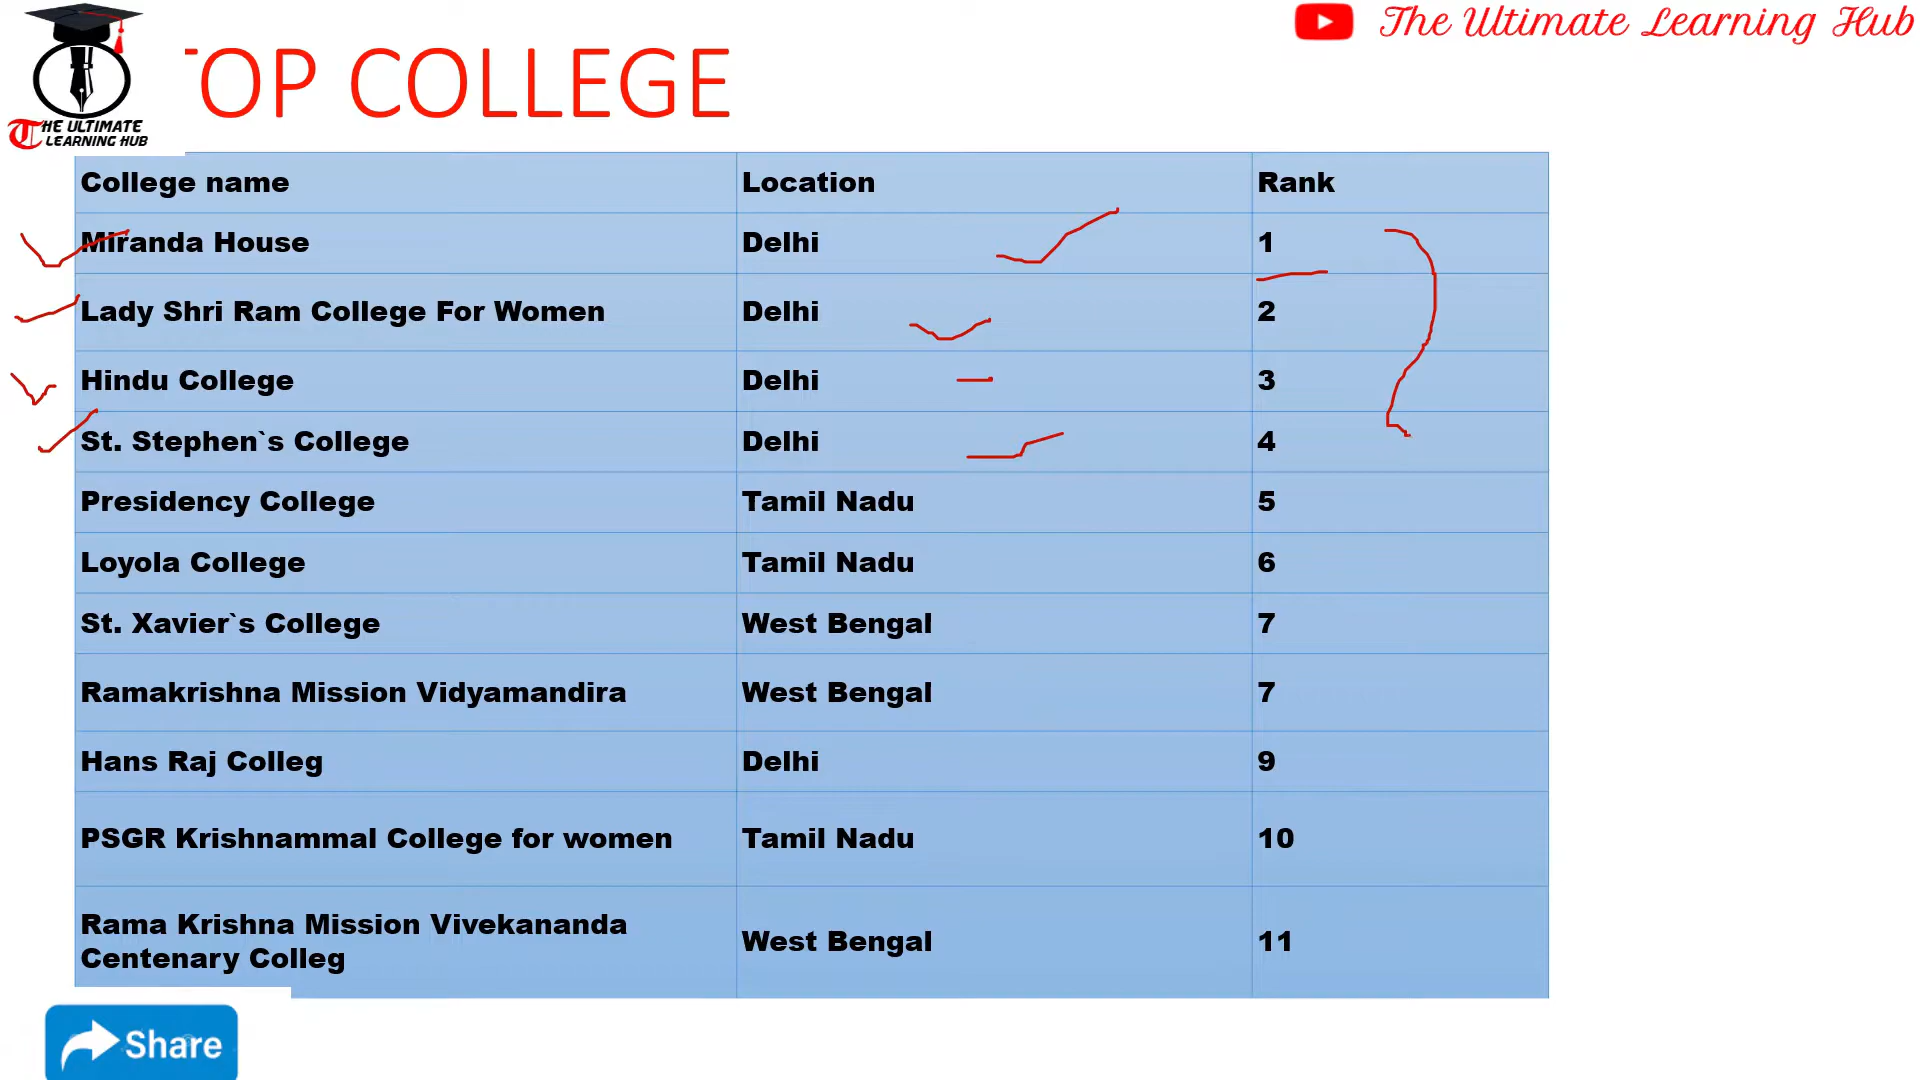 The Ultimate Learning Hub
THE ULTIMATE
LEARNING HUB
TOP COLLEGE
College name Location Rank
Miranda House Delhi 1
Lady Shri Ram College For Women Delhi 2
Hindu College Delhi 3
St. Stephen`s College Delhi 4
Presidency College Tamil Nadu 5
Loyola College Tamil Nadu 6
St. Xavier`s College West Bengal 7
Ramakrishna Mission Vidyamandira West Bengal 7
Hans Raj Colleg Delhi 9
PSGR Krishnammal College for women Tamil Nadu 10
Rama Krishna Mission Vivekananda
Centenary Colleg West Bengal 11
Share